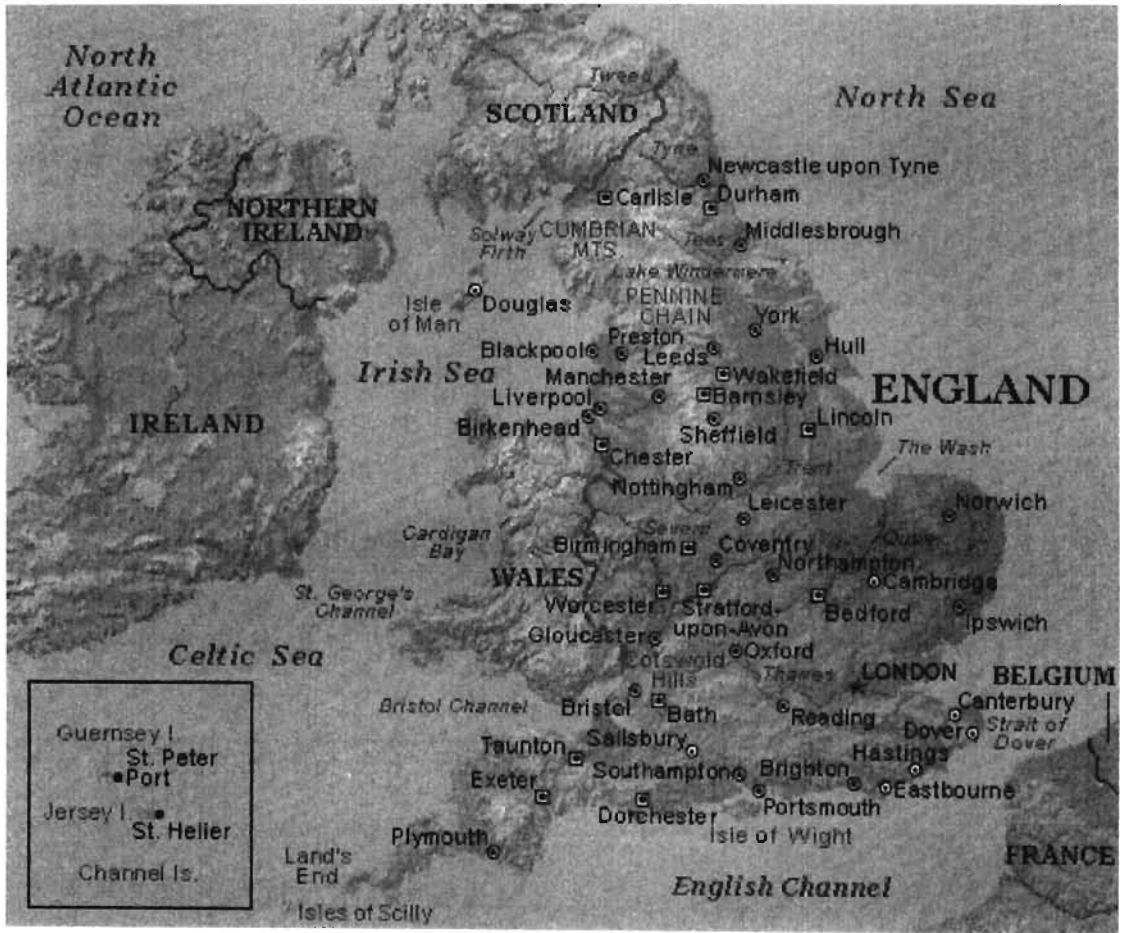 North
Atlantic
Ocean
North Sea
Tweed
SCOTLAND
Tyne
Newcastle upon Tyne
Carlisle
Durham
NORTHERN
IRELAND
Solway
Firth
CUMBRIAN
MTS.
Tees
Middlesbrough
Lake Windermere
Isle
of Man
Douglas
PENNINE
CHAIN
York
Preston
Blackpool
Leeds
Hull
Irish Sea
Manchester
Wakefield
ENGLAND
Liverpool
Barnsley
IRELAND
Birkenhead
Sheffield
Lincoln
Chester
The Wash
Trent
Nottingham
Leicester
Norwich
Cardigan
Bay
Severn
Birmingham
Coventry
Ouse
WALES
Northampton
Cambridge
St. George's
Channel
Worcester
Stratford-
upon-Avon
Bedford
Ipswich
Gloucester
Oxford
Celtic Sea
Cotswold
Hills
Thames
LONDON
BELGIUM
Bristol Channel
Bristol
Bath
Reading
Canterbury
Dover
Strait of
Dover
Guernsey I.
St. Peter
Port
Taunton
Sailsbury
Hastings
Exeter
Southampton
Brighton
Eastbourne
Jersey I.
St. Helier
Dorchester
Portsmouth
Isle of Wight
Plymouth
Channel Is.
Land's
End
FRANCE
English Channel
Isles of Scilly